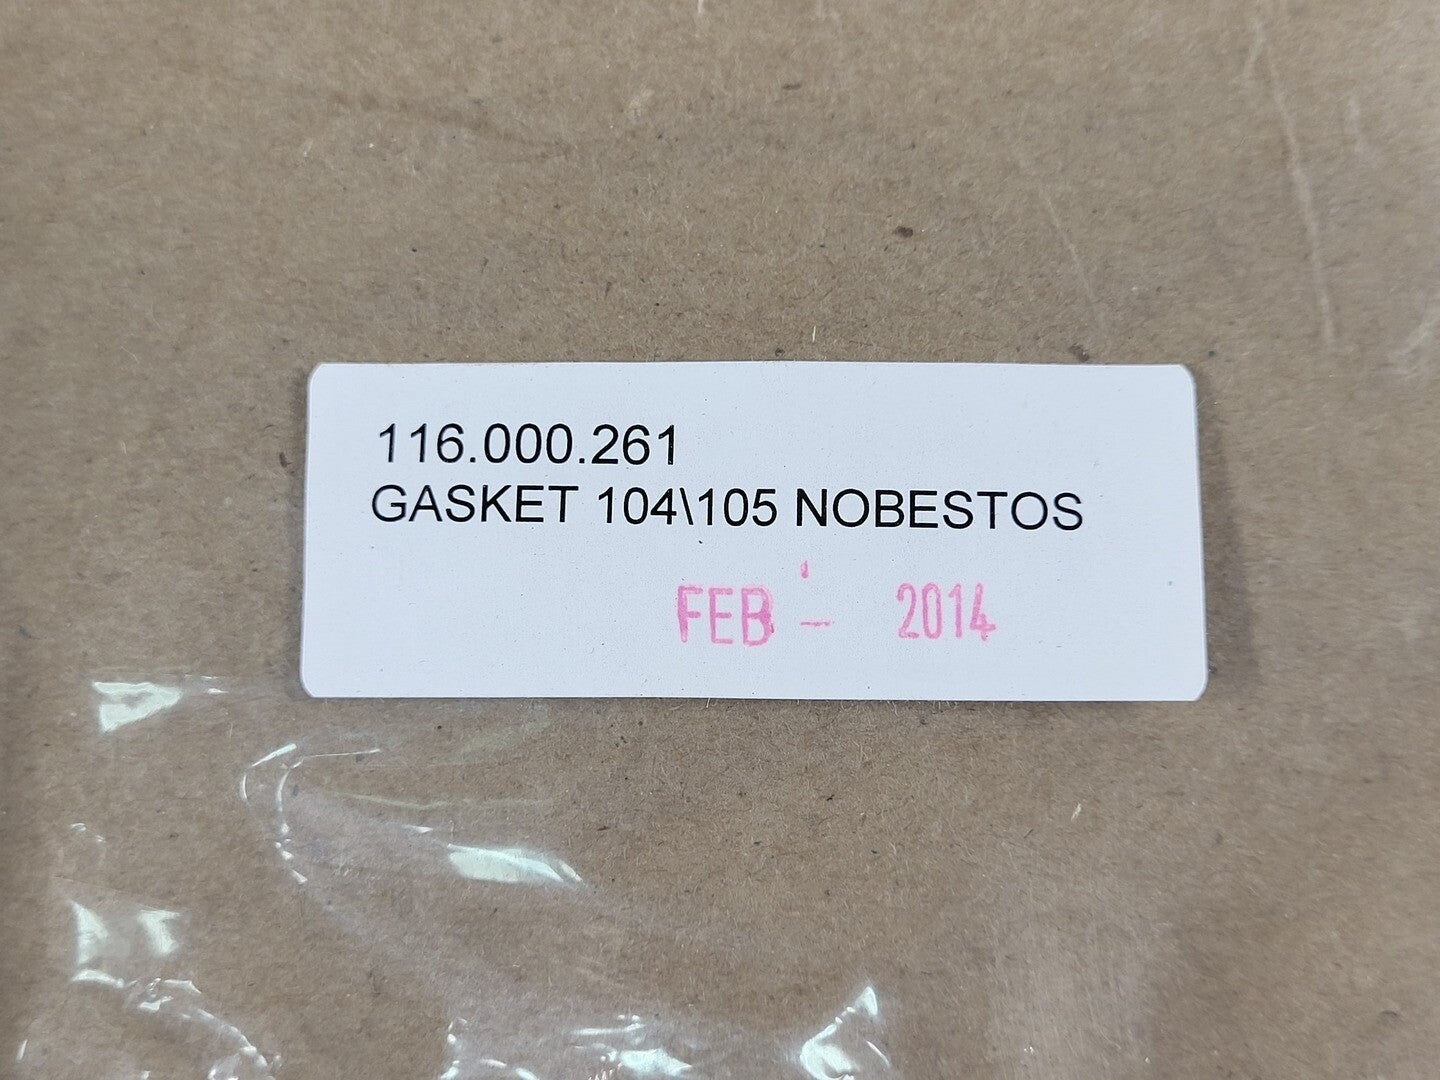 116.000.261
GASKET 104\105 NOBESTOS
FEB - 2014